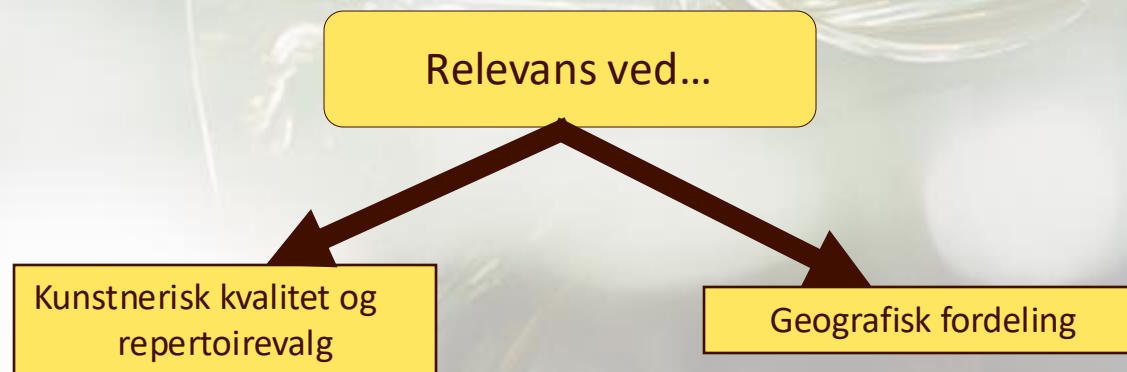 Relevans ved…
Kunstnerisk kvalitet og
repertoirevalg
Geografisk fordeling